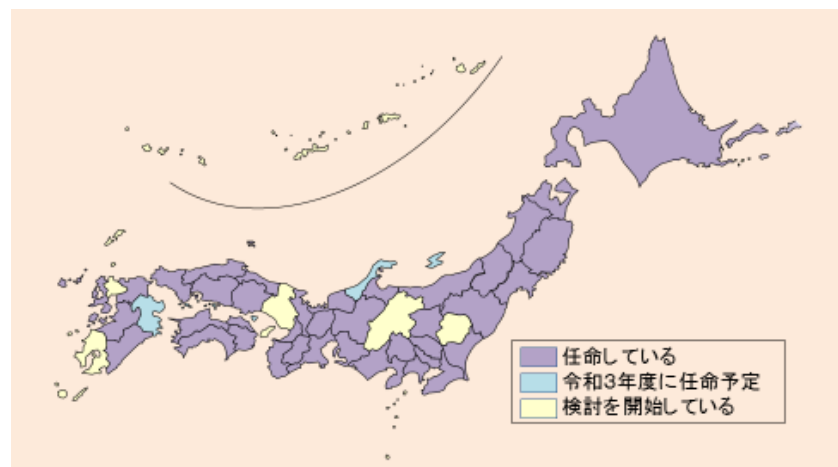 任命している
令和3年度に任命予定
検討を開始している